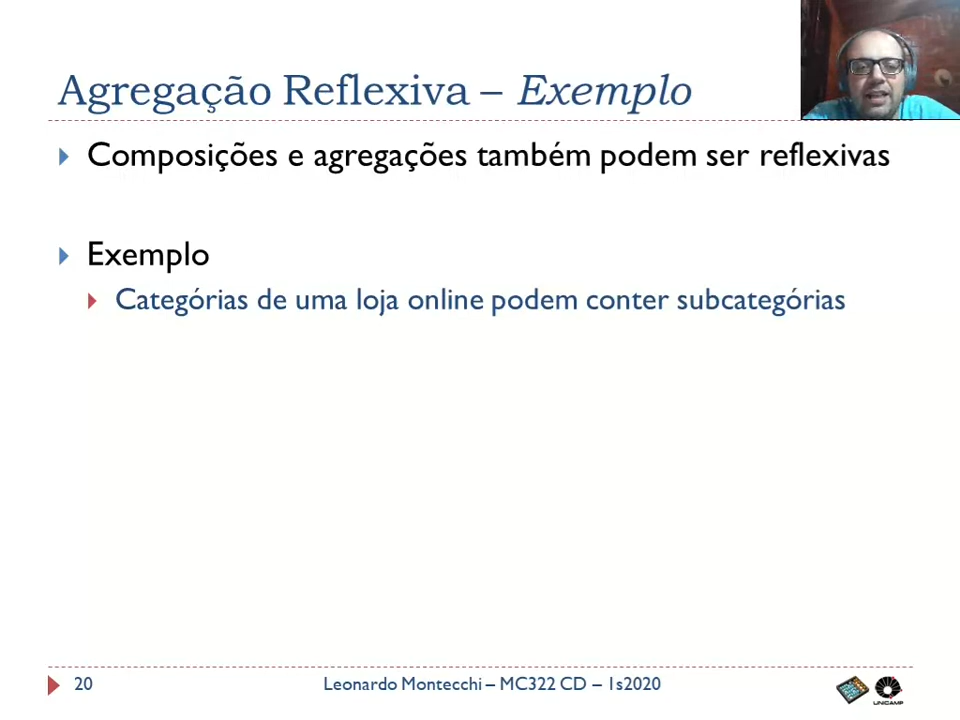 Agregação Reflexiva – Exemplo
Composições e agregações também podem ser reflexivas
Exemplo
Categórias de uma loja online podem conter subcategórias
20
Leonardo Montecchi – MC322 CD – 1s2020
UNICAMP